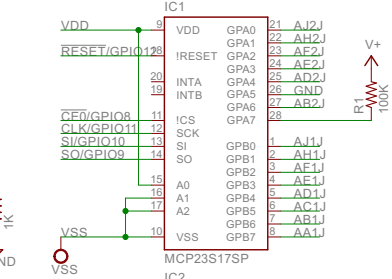 IC1
VDD 9 VDD GPA0 21 AJ2J
GPA1 22 AH2J
RESET/GPIO12 18 !RESET GPA2 23 AF2J
GPA3 24 AE2J
20 INTA GPA4 25 AD2J
19 INTB GPA5 26 GND
GPA6 27 AB2J
CE0/GPIO8 11 !CS GPA7 28
CLK/GPIO11 12 SCK
SI/GPIO10 13 SI GPB0 1 AJ1J
SO/GPIO9 14 SO GPB1 2 AH1J
GPB2 3 AF1J
15 A0 GPB3 4 AE1J
16 A1 GPB4 5 AD1J
17 A2 GPB5 6 AC1J
GPB6 7 AB1J
VSS 10 VSS GPB7 8 AA1J
MCP23S17SP
VSS
V+
R1
100K
1K
ND
IC2